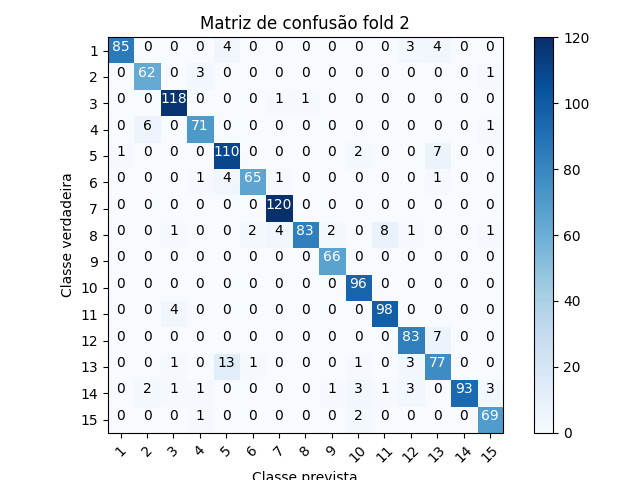 Matriz de confusão fold 2
Classe verdadeira
1 85 0 0 0 4 0 0 0 0 0 0 3 4 0 0
2 0 62 0 3 0 0 0 0 0 0 0 0 0 0 1
3 0 0 118 0 0 0 1 1 0 0 0 0 0 0 0
4 0 6 0 71 0 0 0 0 0 0 0 0 0 0 1
5 1 0 0 0 110 0 0 0 0 2 0 0 7 0 0
6 0 0 0 1 4 65 1 0 0 0 0 0 1 0 0
7 0 0 0 0 0 0 120 0 0 0 0 0 0 0 0
8 0 0 1 0 0 2 4 83 2 0 8 1 0 0 1
9 0 0 0 0 0 0 0 0 66 0 0 0 0 0 0
10 0 0 0 0 0 0 0 0 0 96 0 0 0 0 0
11 0 0 4 0 0 0 0 0 0 0 98 0 0 0 0
12 0 0 0 0 0 0 0 0 0 0 0 83 7 0 0
13 0 0 1 0 13 1 0 0 0 1 0 3 77 0 0
14 0 2 1 1 0 0 0 0 1 3 1 3 0 93 3
15 0 0 0 1 0 0 0 0 0 2 0 0 0 0 69
1 2 3 4 5 6 7 8 9 10 11 12 13 14 15
Classe prevista
120
100
80
60
40
20
0